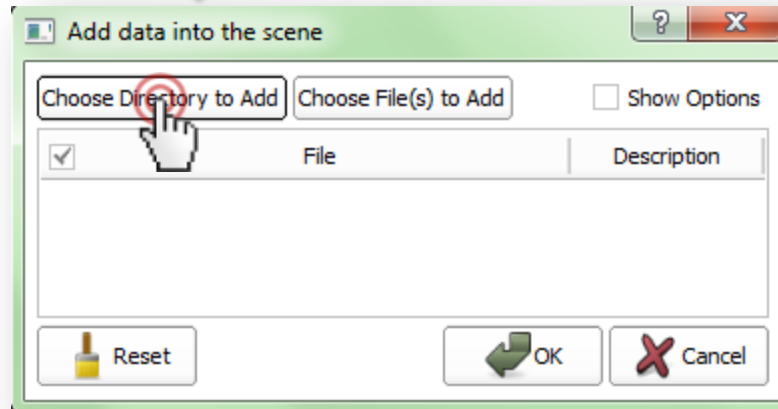 Add data into the scene
Choose Directory to Add Choose File(s) to Add Show Options
File Description
Reset OK Cancel